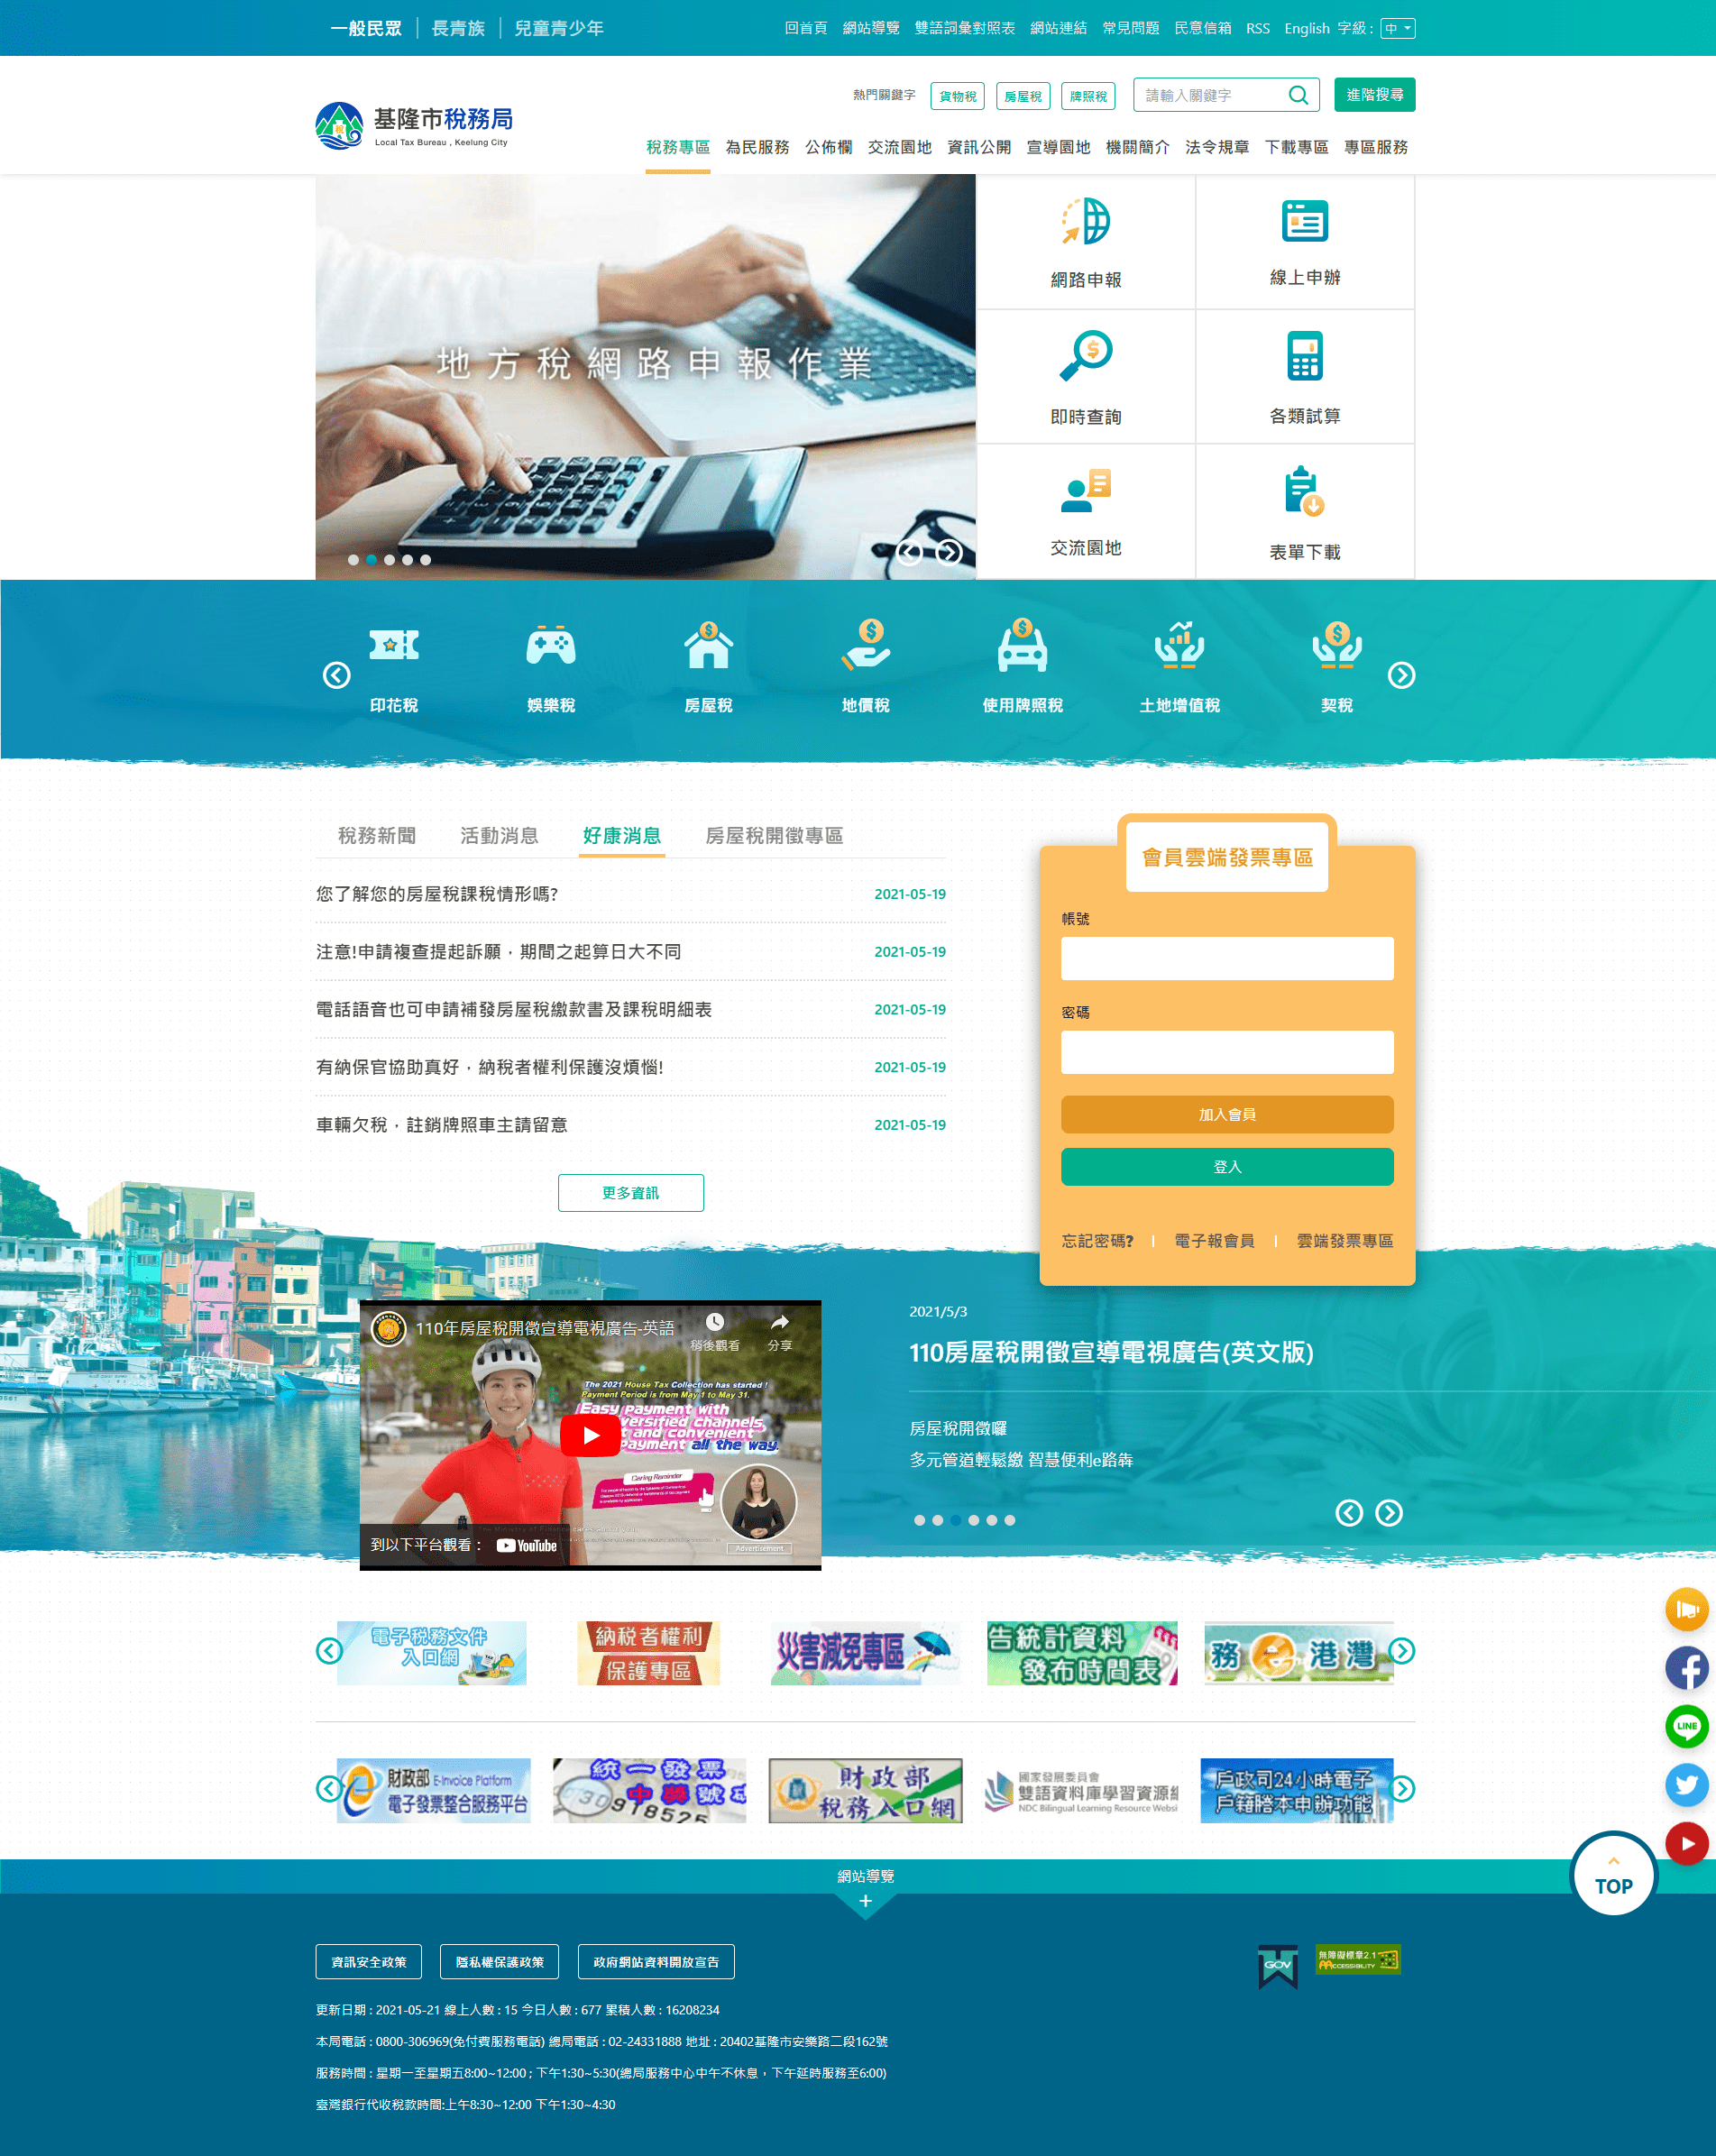 一般民眾
長青族
兒童青少年
回首頁 網站導覽 雙語詞彙對照表 網站連結 常見問題 民意信箱 RSS English 字級 : 中
熱門關鍵字 貨物稅 房屋稅 牌照稅 請輸入關鍵字 進階搜尋
基隆市稅務局
Local Tax Bureau , Keelung City
稅務專區 為民服務 公佈欄 交流園地 資訊公開 宣導園地 機關簡介 法令規章 下載專區 專區服務
地方稅網路申報作業
網路申報
線上申辦
即時查詢
各類試算
交流園地
表單下載
印花稅
娛樂稅
房屋稅
地價稅
使用牌照稅
土地增值稅
契稅
稅務新聞 活動消息 好康消息 房屋稅開徵專區
您了解您的房屋稅課稅情形嗎? 2021-05-19
注意!申請複查提起訴願，期間之起算日大不同 2021-05-19
電話語音也可申請補發房屋稅繳款書及課稅明細表 2021-05-19
有納保官協助真好，納稅者權利保護沒煩惱! 2021-05-19
車輛欠稅，註銷牌照車主請留意 2021-05-19
更多資訊
會員雲端發票專區
帳號
密碼
加入會員
登入
忘記密碼?
電子報會員
雲端發票專區
110年房屋稅開徵宣導電視廣告-英語
稍後觀看
分享
The 2021 House Tax Collection has started !
Payment Period is from May 1 to May 31.
Easy payment with
versified channels
and convenient
payment all the way.
Caring Reminder
Advertisement
到以下平台觀看： YouTube
2021/5/3
110房屋稅開徵宣導電視廣告(英文版)
房屋稅開徵囉
多元管道輕鬆繳 智慧便利e路犇
電子稅務文件
入口網
納稅者權利
保護專區
災害減免專區
告統計資料
發布時間表
務e港灣
財政部 E-Invoice Platform
電子發票整合服務平台
統一發票
中獎號
30918525
財政部
稅務入口網
國家發展委員會
雙語資料庫學習資源
NDC Bilingual Learning Resource Websi
戶政司24小時電子
戶籍謄本申辦功能
LINE
TOP
網站導覽
資訊安全政策
隱私權保護政策
政府網站資料開放宣告
GOV
無障礙標章2.1
AACCESSIBILITY
更新日期 : 2021-05-21 線上人數 : 15 今日人數 : 677 累積人數 : 16208234
本局電話 : 0800-306969(免付費服務電話) 總局電話 : 02-24331888 地址 : 20402基隆市安樂路二段162號
服務時間 : 星期一至星期五8:00~12:00 ; 下午1:30~5:30(總局服務中心中午不休息，下午延時服務至6:00)
臺灣銀行代收稅款時間:上午8:30~12:00 下午1:30~4:30